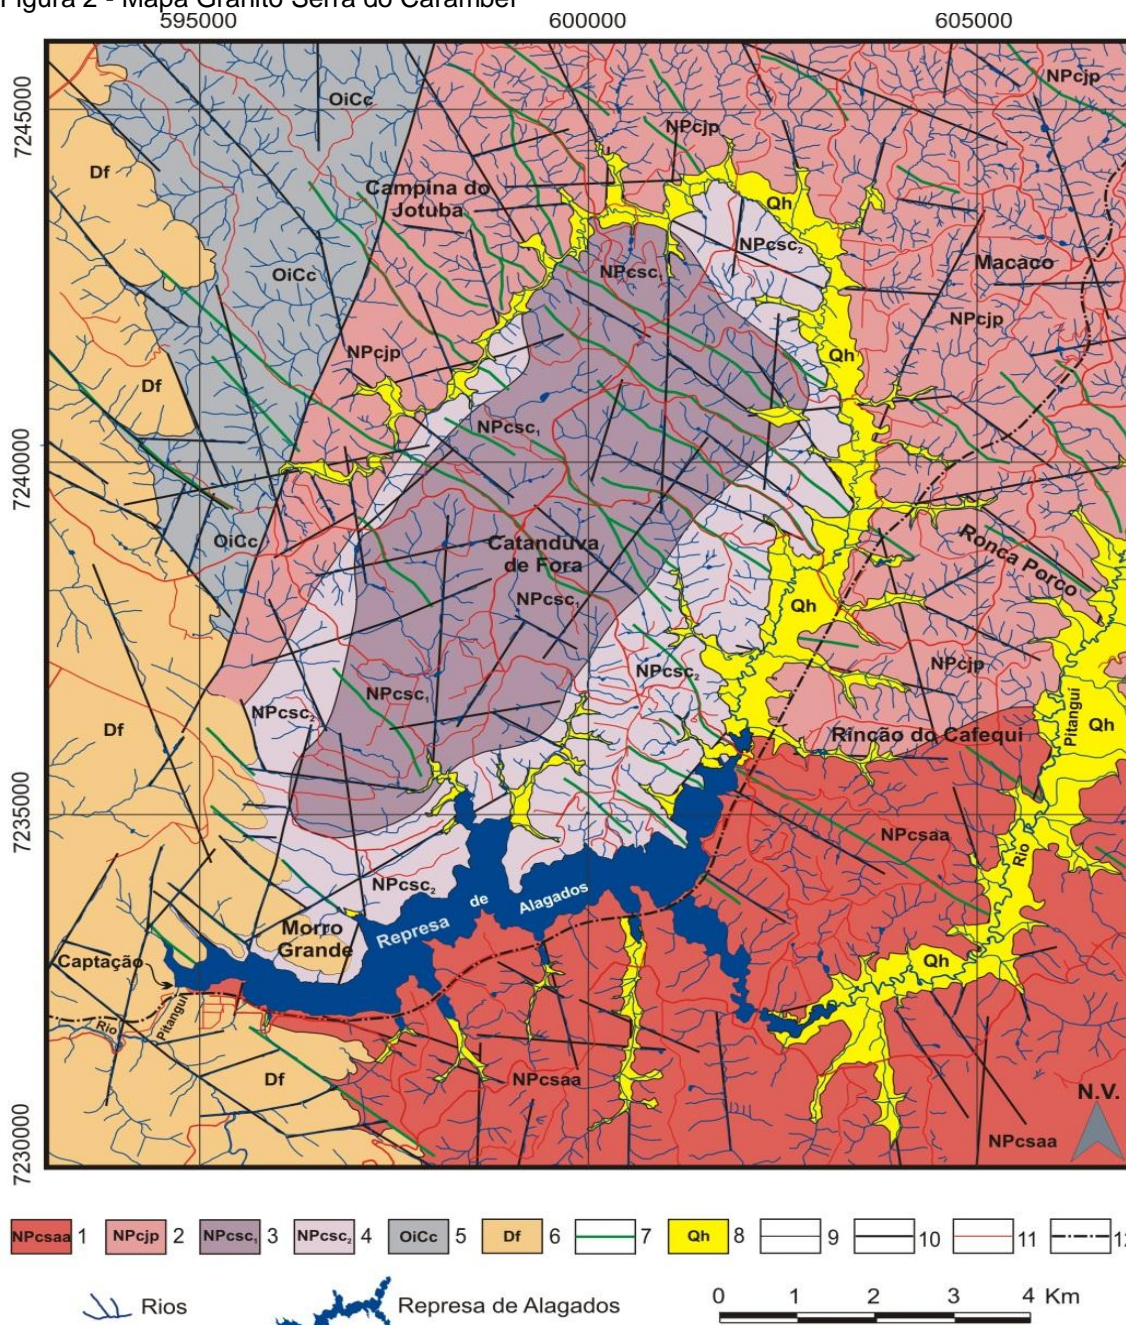 Figura 2 - Mapa Granito Serra do Carambeí
595000 600000 605000
7245000
7240000
7235000
7230000
OiCc
NPcjp
NPcjp
Df
Campina do
Jotuba
Qh
NPcsc2
OiCc
NPcsc1
Macaco
NPcjp
NPcjp
Qh
Df
NPcsc1
OiCc
Catanduva
de Fora
Ronca Porco
NPcsc1
Qh
NPcjp
NPcsc2
NPcsc1
NPcsc2
Df
Rincão do Cafequi
Pitanguí
Qh
NPcsaa
Rio
NPcsc2
Represa de Alagados
Morro
Grande
Captação
Qh
Rio Pitanguí
Df
NPcsaa
N.V.
NPcsaa
NPcsaa 1 NPcjp 2 NPcsc1 3 NPcsc2 4 OiCc 5 Df 6 7 Qh 8 9 10 11 12
Rios
Represa de Alagados
0 1 2 3 4 Km